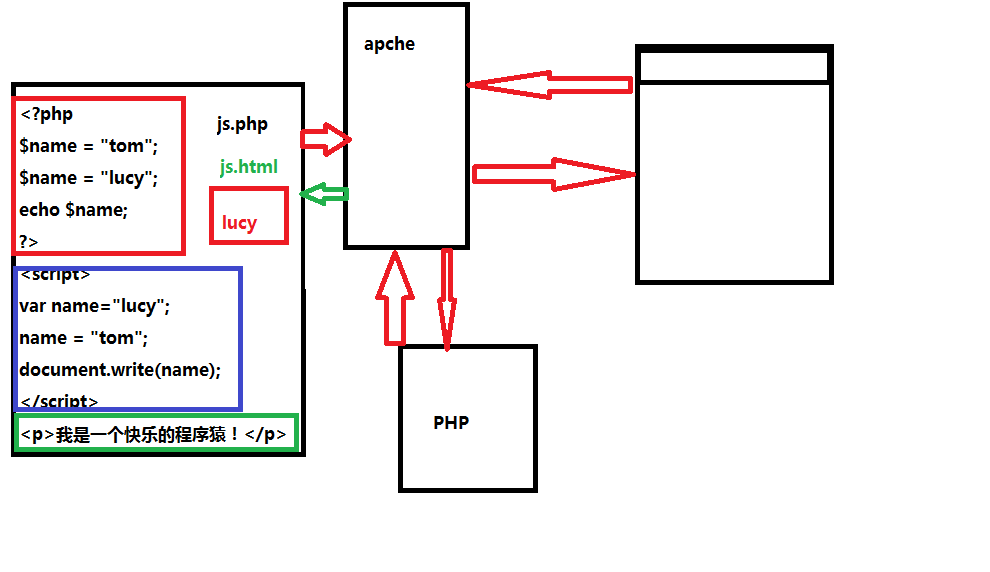 apche
<?php
$name = "tom";
$name = "lucy";
echo $name;
?>
js.php
js.html
lucy
<script>
var name="lucy";
name = "tom";
document.write(name);
</script>
<p>我是一个快乐的程序猿！</p>
PHP